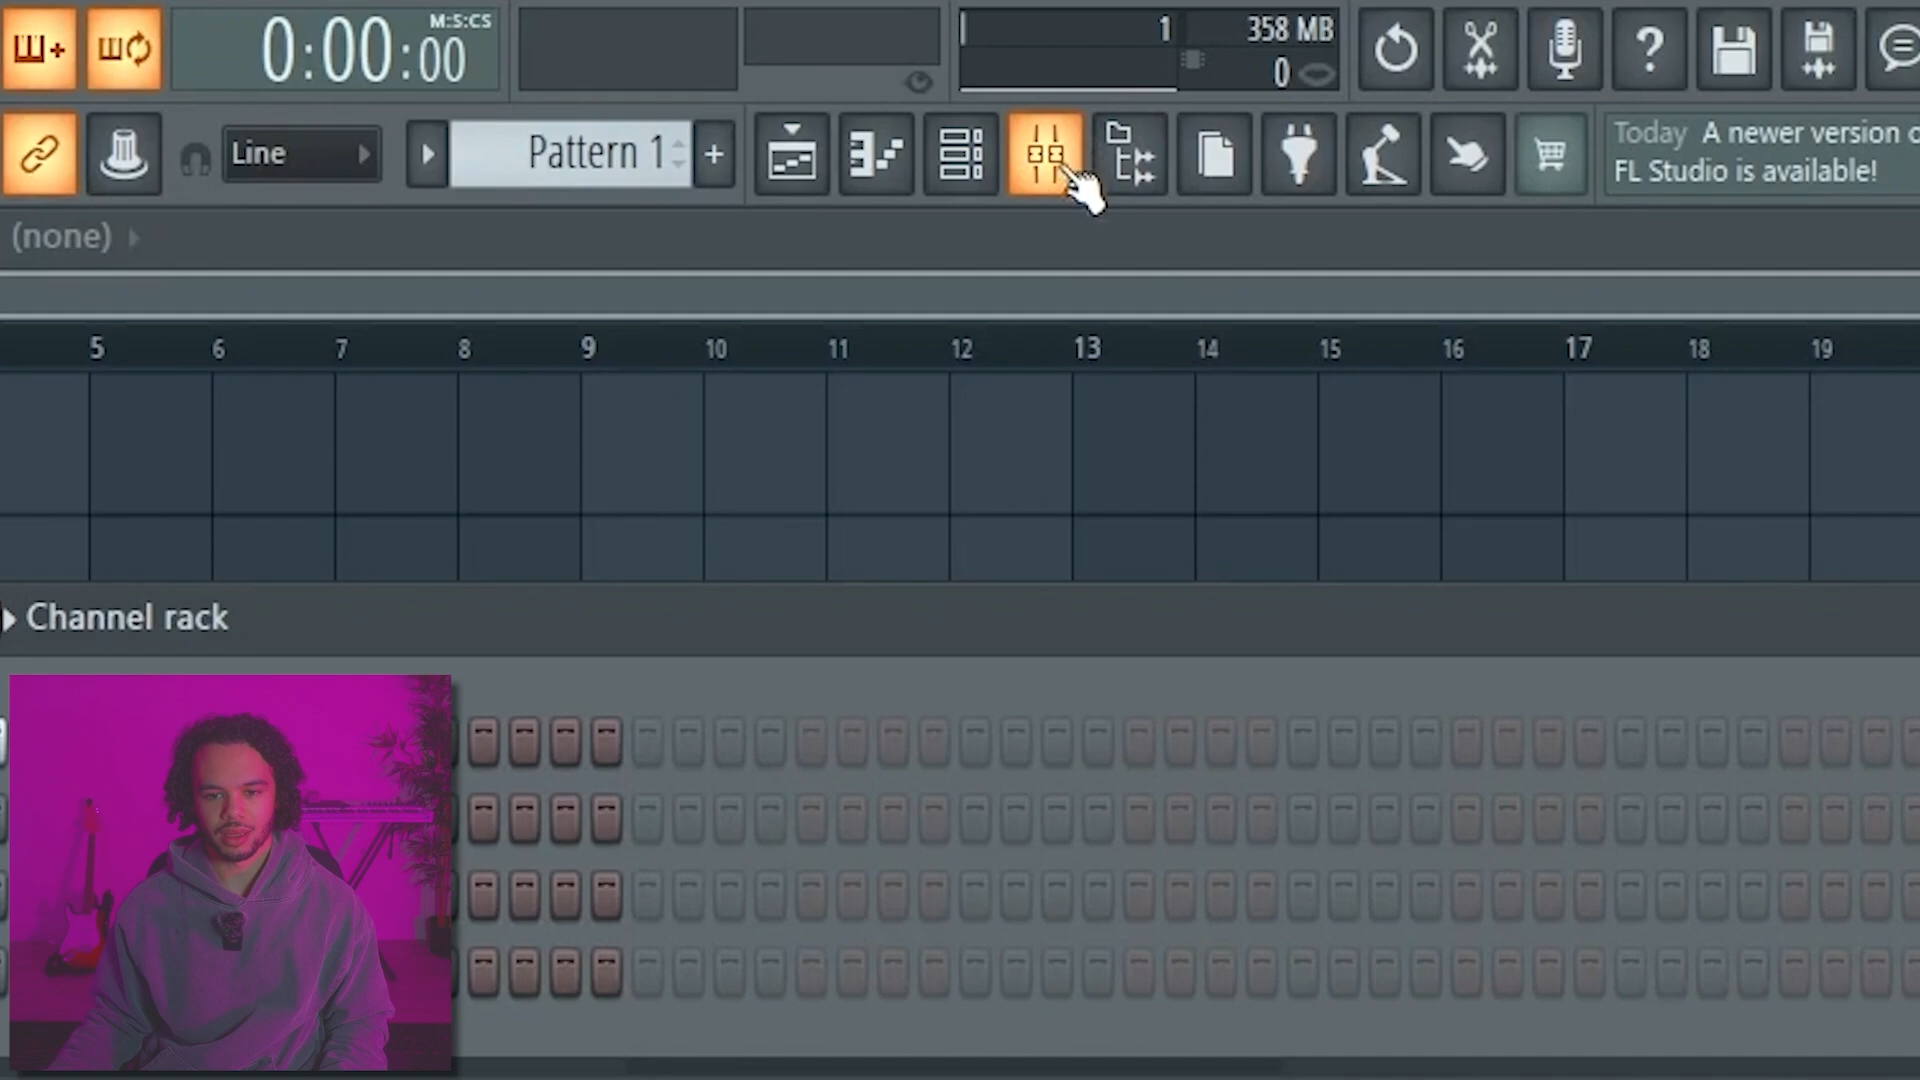 M:S:CS
0:00:00
1
358 MB
0
Line
Pattern 1
+
Today A newer version o
FL Studio is available!
(none)
5 6 7 8 9 10 11 12 13 14 15 16 17 18 19
Channel rack